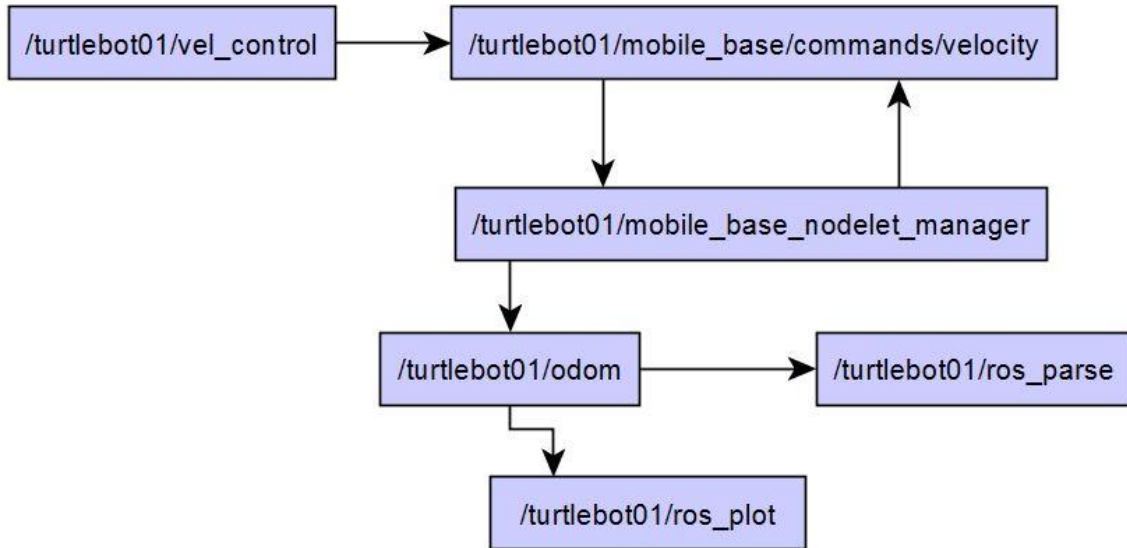 /turtlebot01/vel_control
/turtlebot01/mobile_base/commands/velocity
/turtlebot01/mobile_base_nodelet_manager
/turtlebot01/odom
/turtlebot01/ros_parse
/turtlebot01/ros_plot